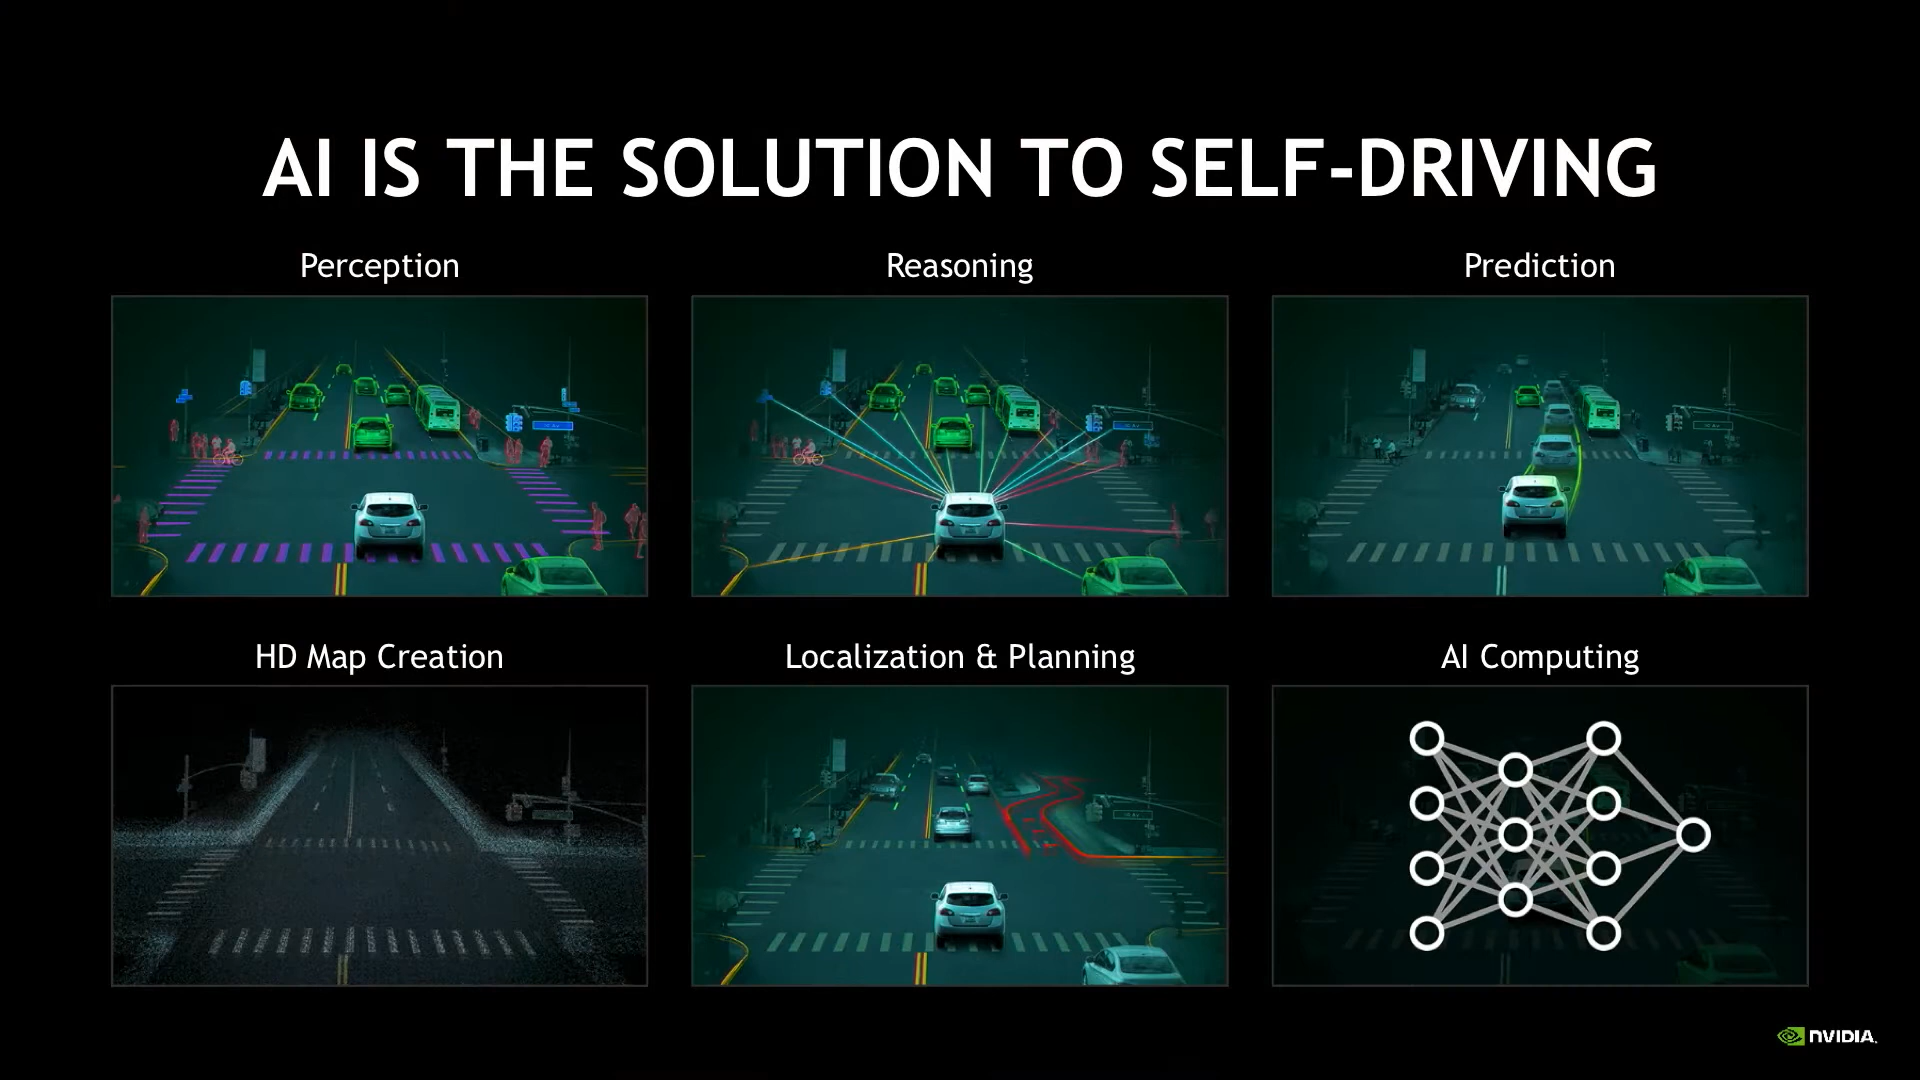 AI IS THE SOLUTION TO SELF-DRIVING
Perception
Reasoning
Prediction
HD Map Creation
Localization & Planning
AI Computing
NVIDIA.